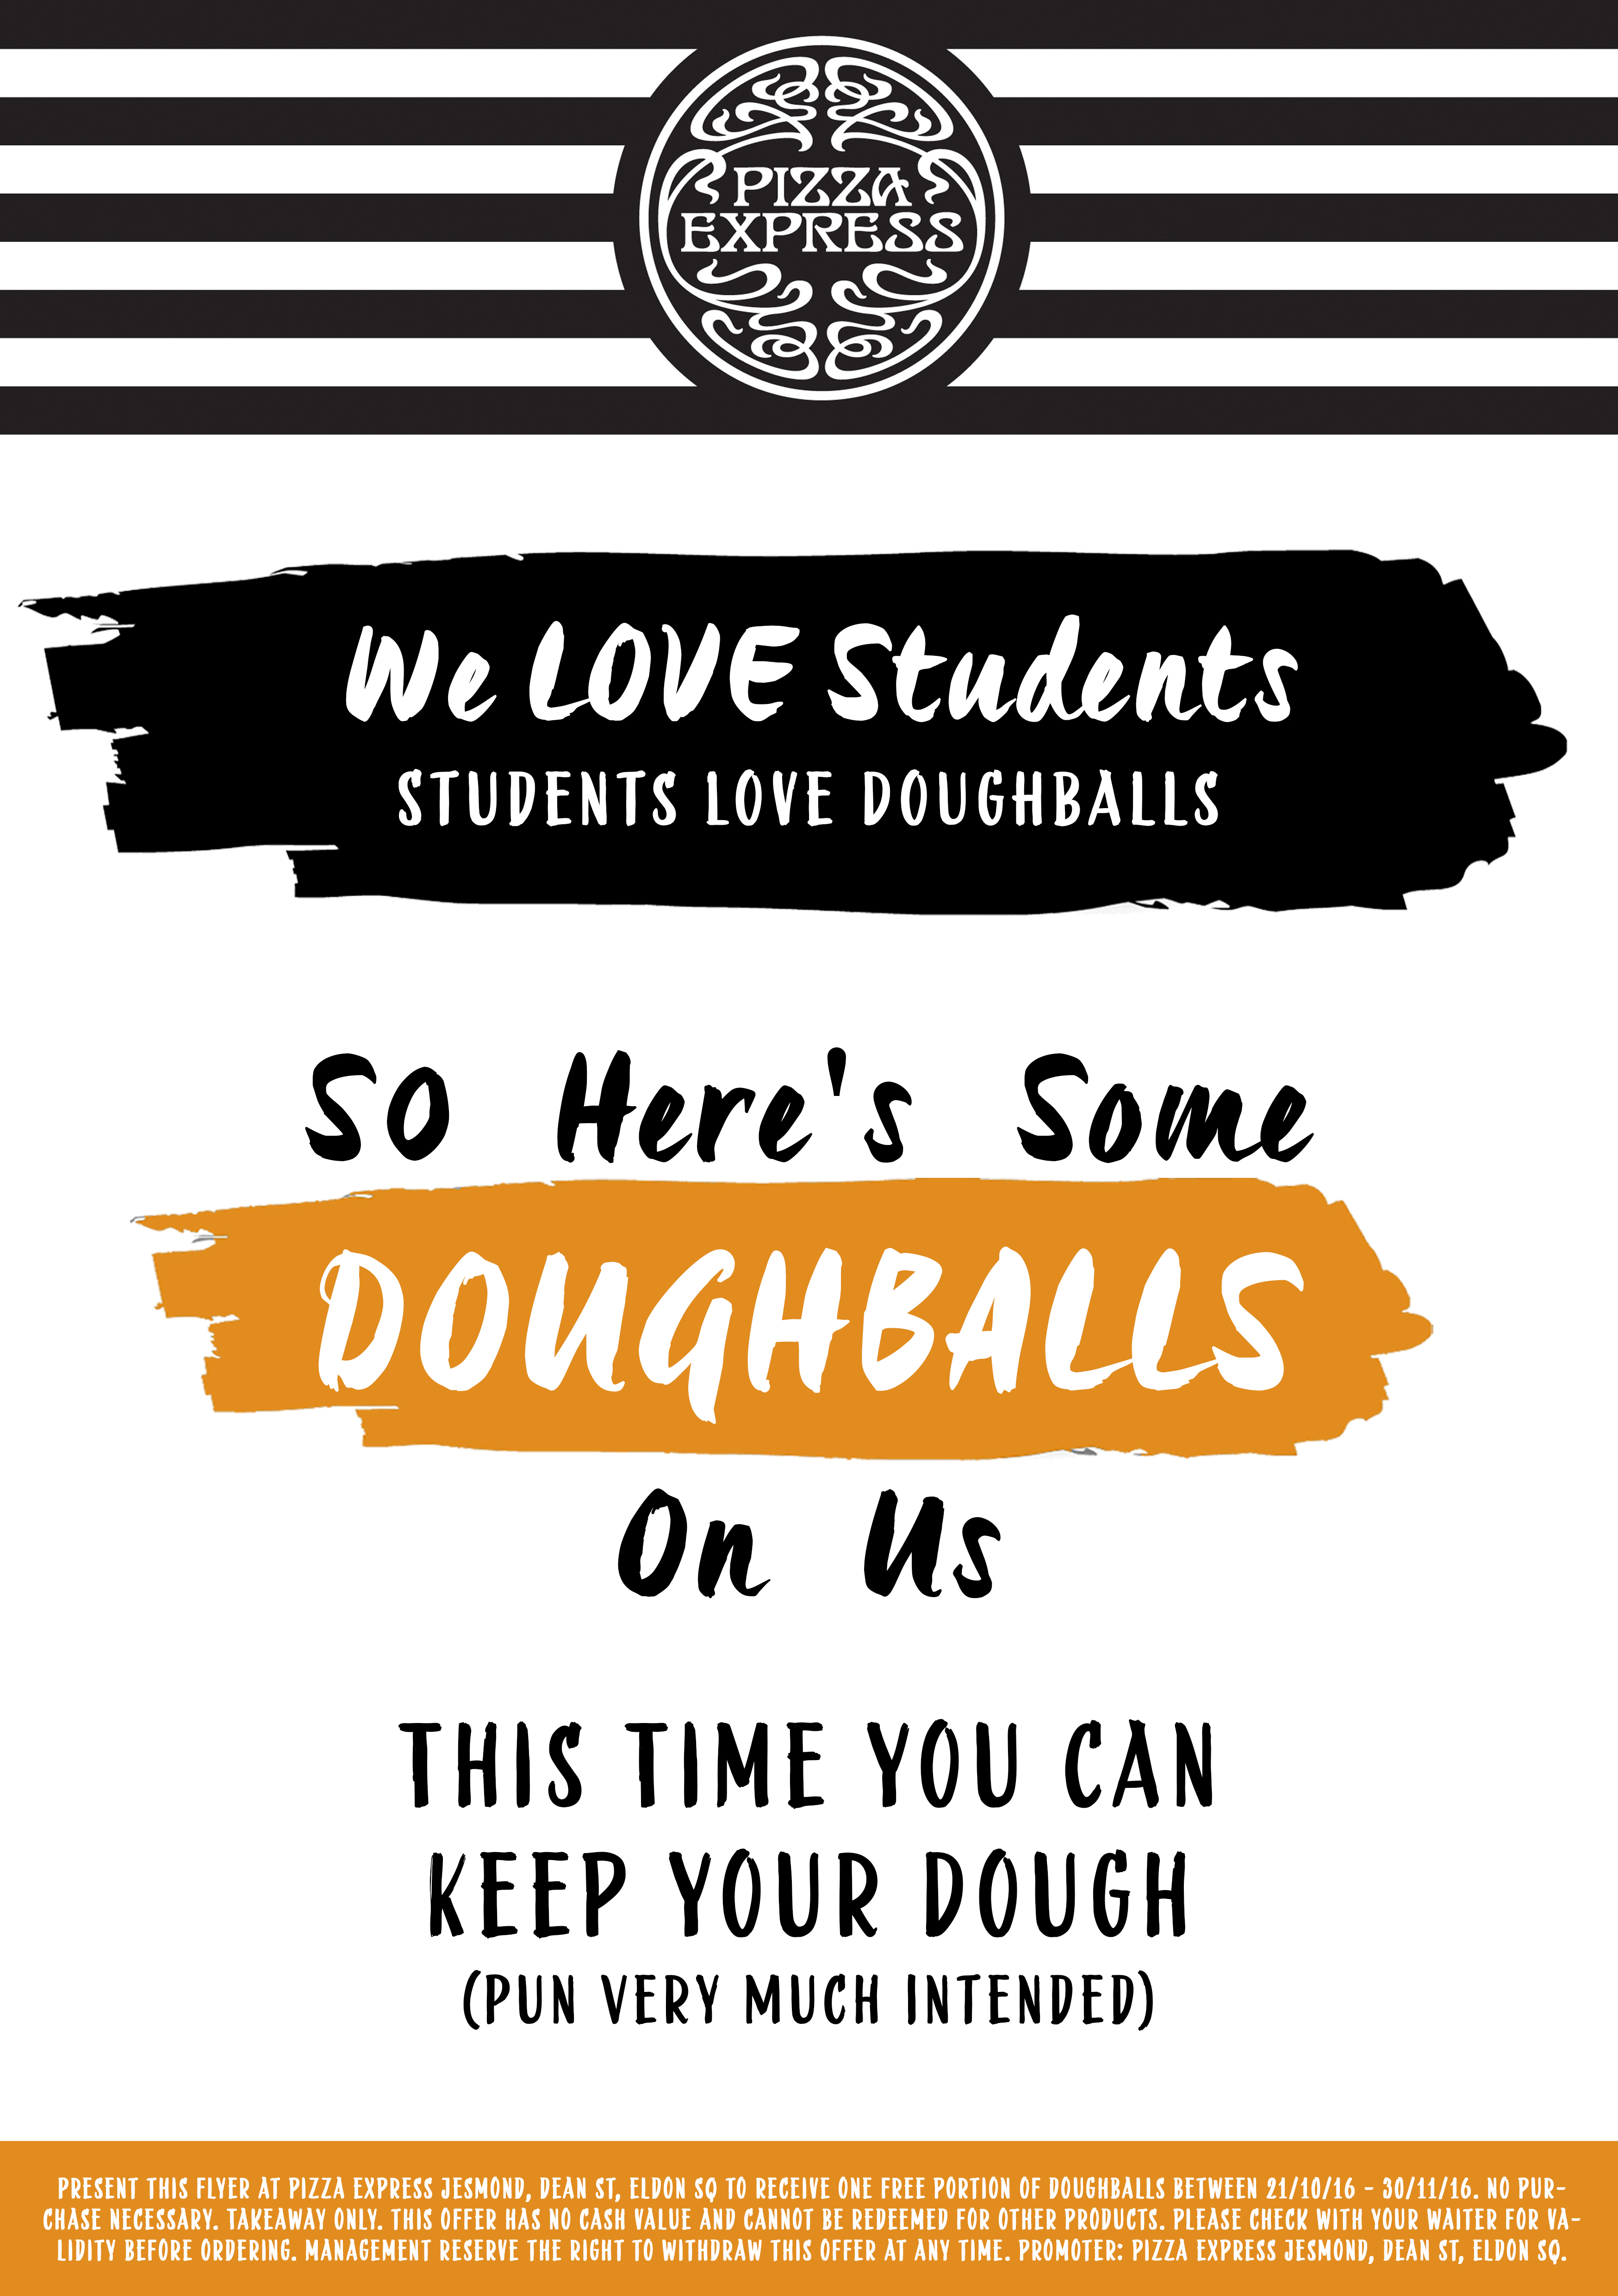 PIZZA
EXPRESS
We LOVE Students
STUDENTS LOVE DOUGHBALLS
SO Here's Some
DOUGHBALLS
On Us
THIS TIME YOU CAN
KEEP YOUR DOUGH
(PUN VERY MUCH INTENDED)
PRESENT THIS FLYER AT PIZZA EXPRESS JESMOND, DEAN ST, ELDON SQ TO RECEIVE ONE FREE PORTION OF DOUGHBALLS BETWEEN 21/10/16 - 30/11/16. NO PUR-
CHASE NECESSARY. TAKEAWAY ONLY. THIS OFFER HAS NO CASH VALUE AND CANNOT BE REDEEMED FOR OTHER PRODUCTS. PLEASE CHECK WITH YOUR WAITER FOR VA-
LIDITY BEFORE ORDERING. MANAGEMENT RESERVE THE RIGHT TO WITHDRAW THIS OFFER AT ANY TIME. PROMOTER: PIZZA EXPRESS JESMOND, DEAN ST, ELDON SQ.